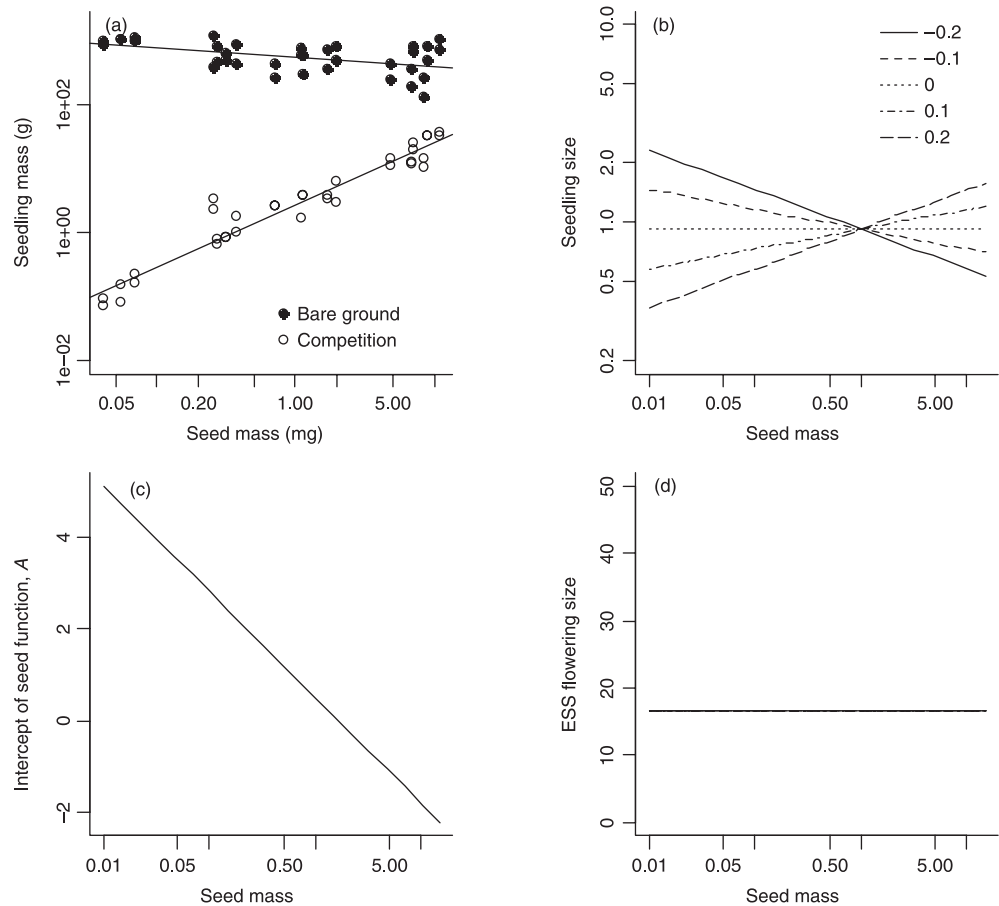 (a)
Seedling mass (g)
1e+02
1e+00
1e−02
Bare ground
Competition
0.05 0.20 1.00 5.00
Seed mass (mg)
(b)
Seedling size
10.0
5.0
2.0
1.0
0.5
0.2
−0.2
−0.1
0
0.1
0.2
0.01 0.05 0.50 5.00
Seed mass
(c)
Intercept of seed function, A
4
2
0
−2
0.01 0.05 0.50 5.00
Seed mass
(d)
ESS flowering size
50
40
30
20
10
0
0.01 0.05 0.50 5.00
Seed mass